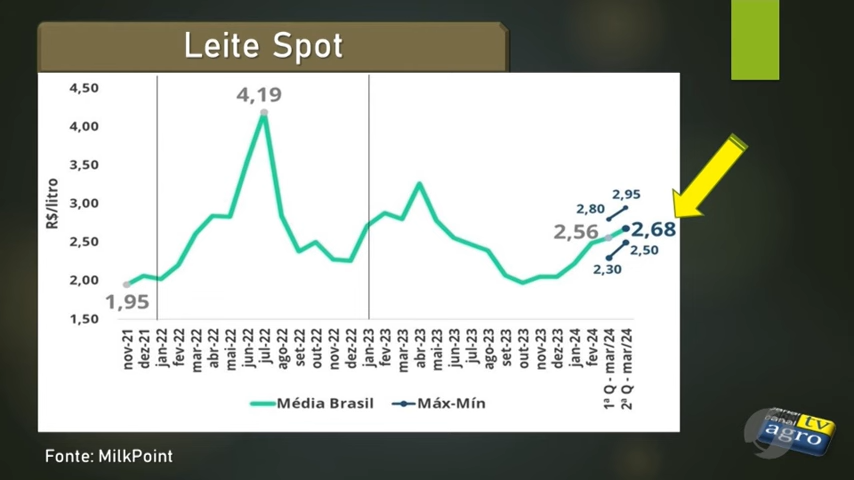 Leite Spot
4,50
4,00
3,50
3,00
2,50
2,00
1,50
R$/litro
1,95
4,19
2,56
2,80
2,95
2,68
2,50
2,30
nov-21
dez-21
jan-22
fev-22
mar-22
abr-22
mai-22
jun-22
jul-22
ago-22
set-22
out-22
nov-22
dez-22
jan-23
fev-23
mar-23
abr-23
mai-23
jun-23
jul-23
ago-23
set-23
out-23
nov-23
dez-23
jan-24
fev-24
1ª Q - mar/24
2ª Q - mar/24
Média Brasil
Máx-Mín
Fonte: MilkPoint
canal
tv
agro